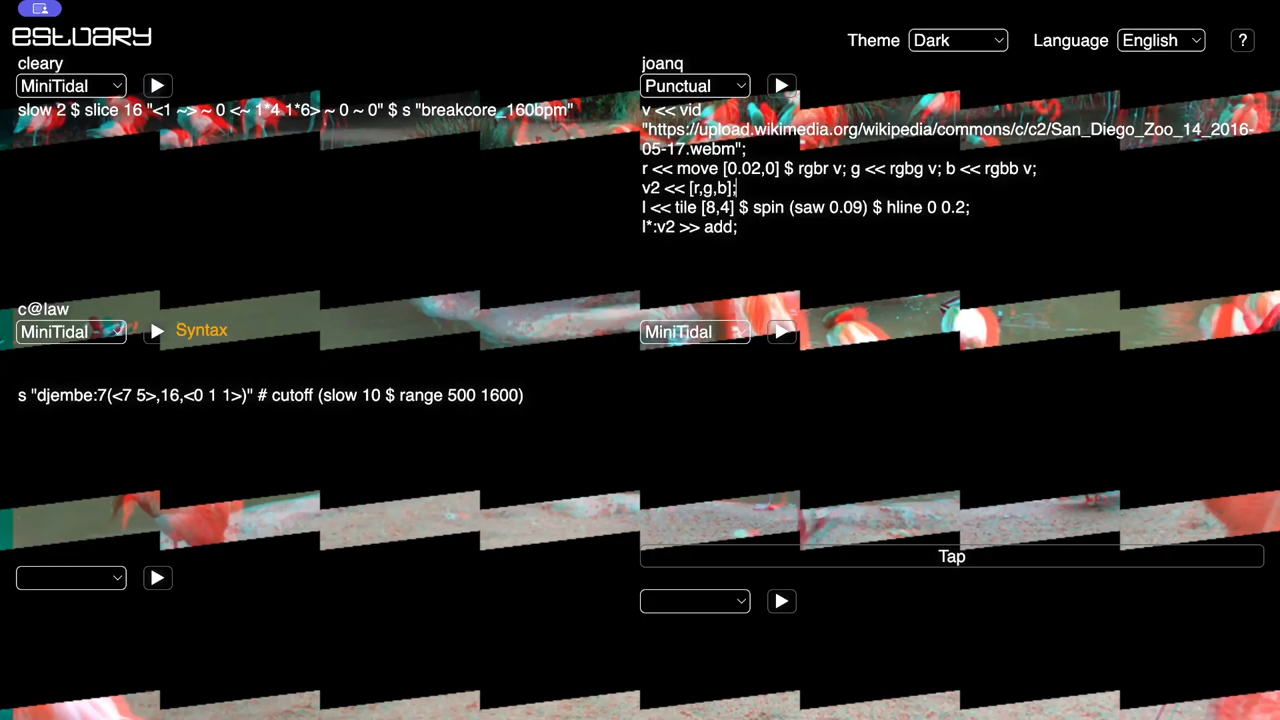 estuary
Theme Dark Language English ?
cleary
MiniTidal
slow 2 $ slice 16 "<1 ~> ~ 0 <~ 1*4 1*6> ~ 0 ~ 0" $ s "breakcore_160bpm"
joanq
Punctual
v << vid
"https://upload.wikimedia.org/wikipedia/commons/c/c2/San_Diego_Zoo_14_2016-
05-17.webm";
r << move [0.02,0] $ rgbr v; g << rgbg v; b << rgbb v;
v2 << [r,g,b];
l << tile [8,4] $ spin (saw 0.09) $ hline 0 0.2;
l*:v2 >> add;
c@law
MiniTidal Syntax
s "djembe:7(<7 5>,16,<0 1 1>)" # cutoff (slow 10 $ range 500 1600)
MiniTidal
Tap